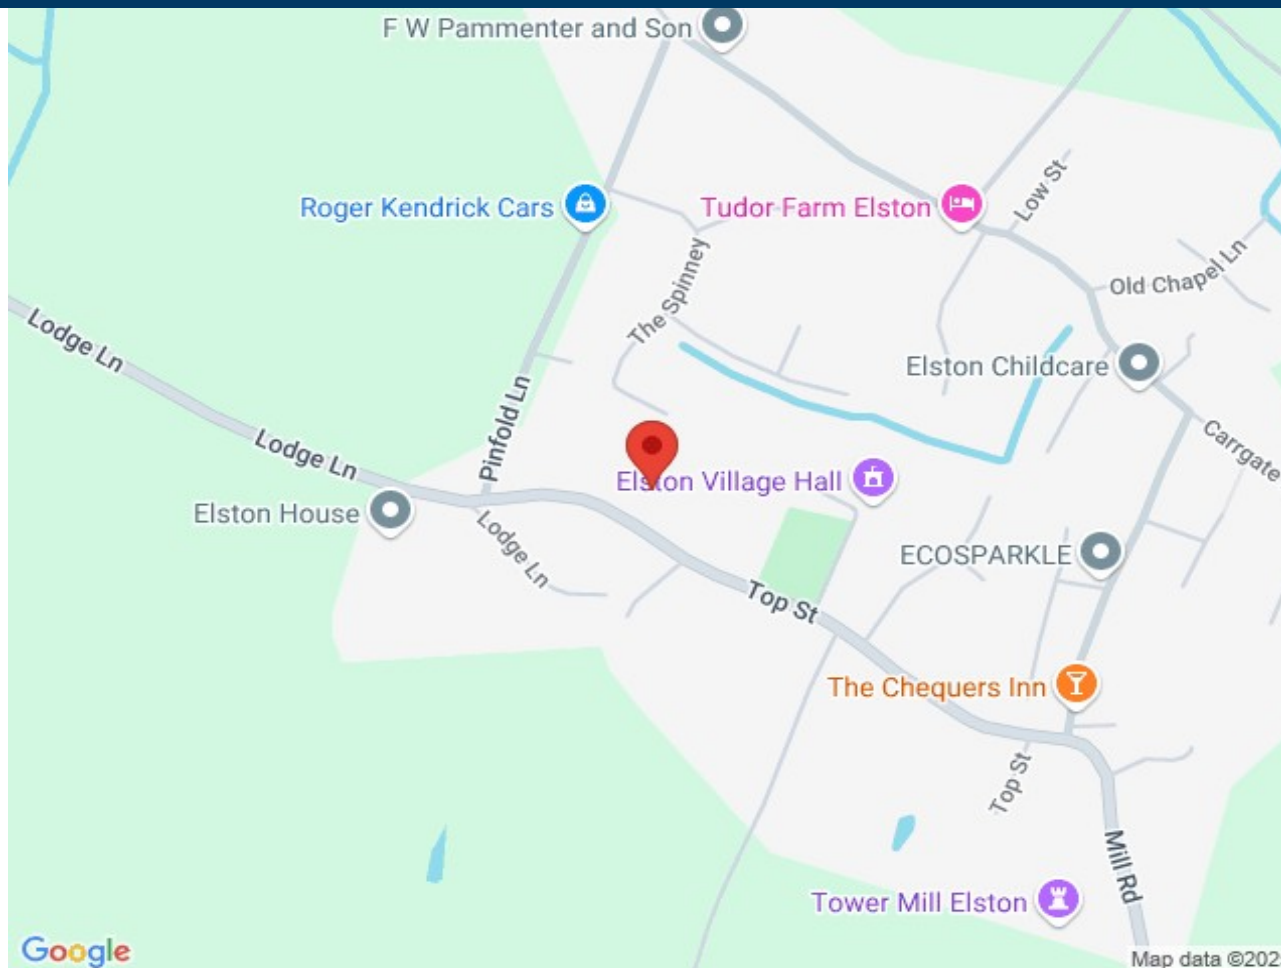 F W Pammenter and Son
Roger Kendrick Cars
Tudor Farm Elston
Low St
Old Chapel Ln
The Spinney
Lodge Ln
Elston Childcare
Pinfold Ln
Carrgate
Lodge Ln
Elston Village Hall
Elston House
Lodge Ln
ECOSPARKLE
Top St
The Chequers Inn
Top St
Mill Rd
Tower Mill Elston
Google
Map data ©202